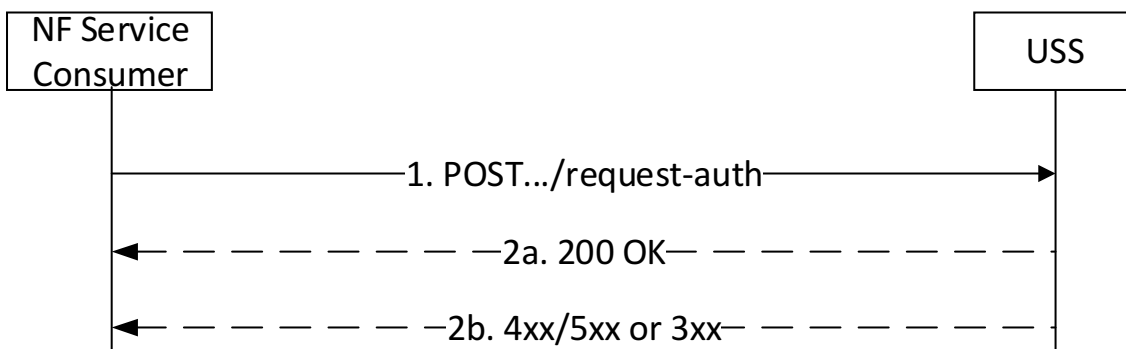 NF Service
Consumer
USS
1. POST.../request-auth
2a. 200 OK
2b. 4xx/5xx or 3xx